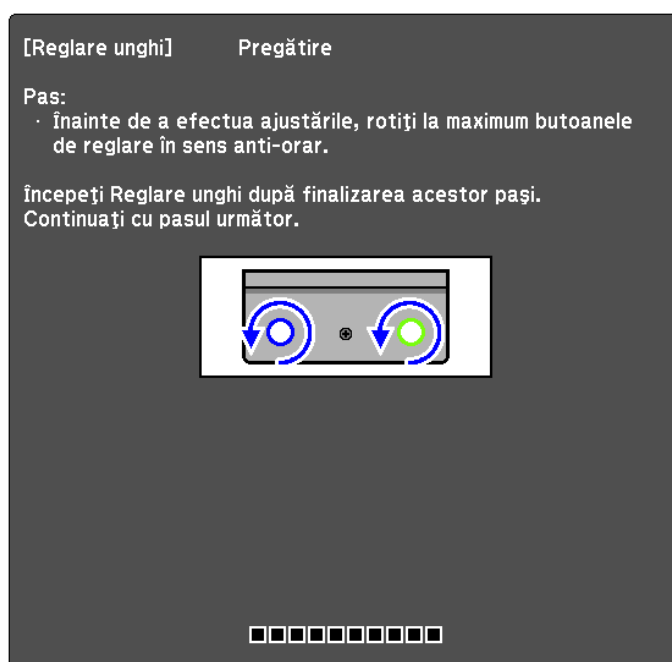 [Reglare unghi] Pregătire
Pas:
· Înainte de a efectua ajustările, rotiţi la maximum butoanele
de reglare în sens anti-orar.
Începeţi Reglare unghi după finalizarea acestor paşi.
Continuaţi cu pasul următor.